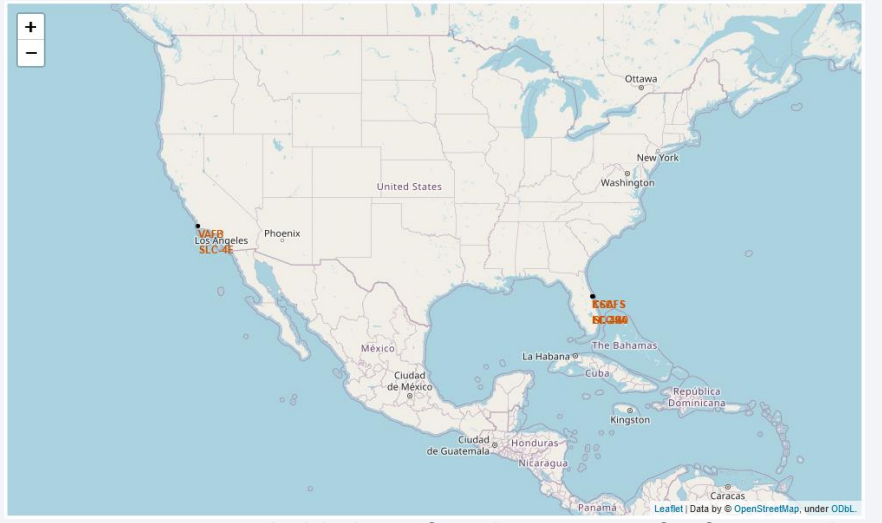 +
−
Ottawa
New York
Washington
United States
VAFB
SLC-4E
Los Angeles
Phoenix
The Bahamas
La Habana
Cuba
México
Ciudad
de México
República
Dominicana
Kingston
Ciudad
de Guatemala
Honduras
Nicaragua
Panamá
Caracas
Leaflet | Data by © OpenStreetMap, under ODbL.